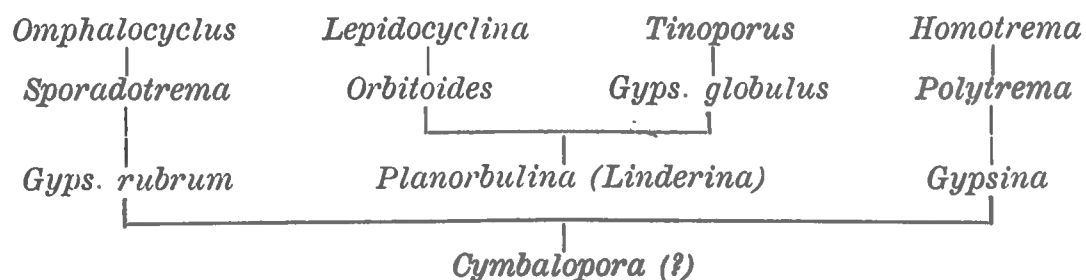 Omphalocyclus Lepidocyclina Tinoporus Homotrema
Sporadotrema Orbitoides Gyps. globulus Polytrema
Gyps. rubrum Planorbulina (Linderina) Gypsina
Cymbalopora (?)